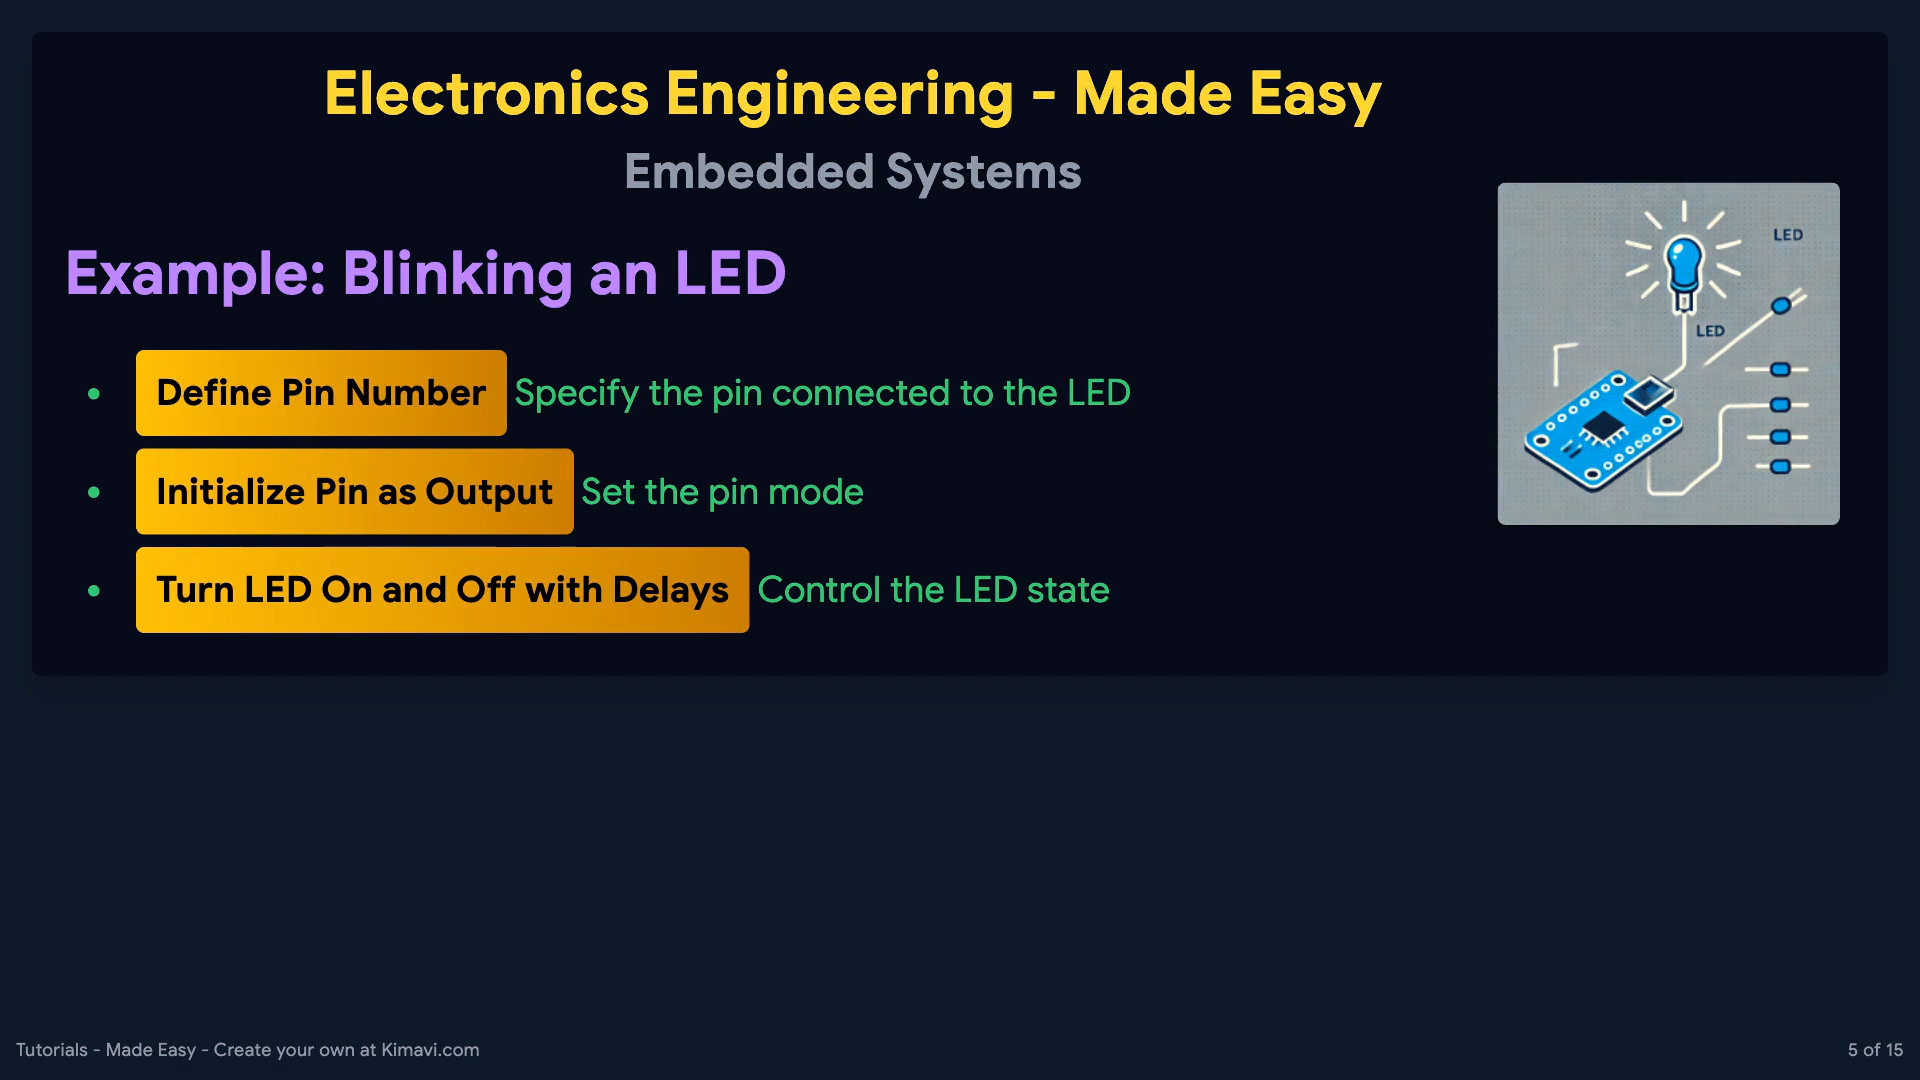 Electronics Engineering - Made Easy
Embedded Systems
Example: Blinking an LED
• Define Pin Number Specify the pin connected to the LED
• Initialize Pin as Output Set the pin mode
• Turn LED On and Off with Delays Control the LED state
LED
LED
Tutorials - Made Easy - Create your own at Kimavi.com
5 of 15